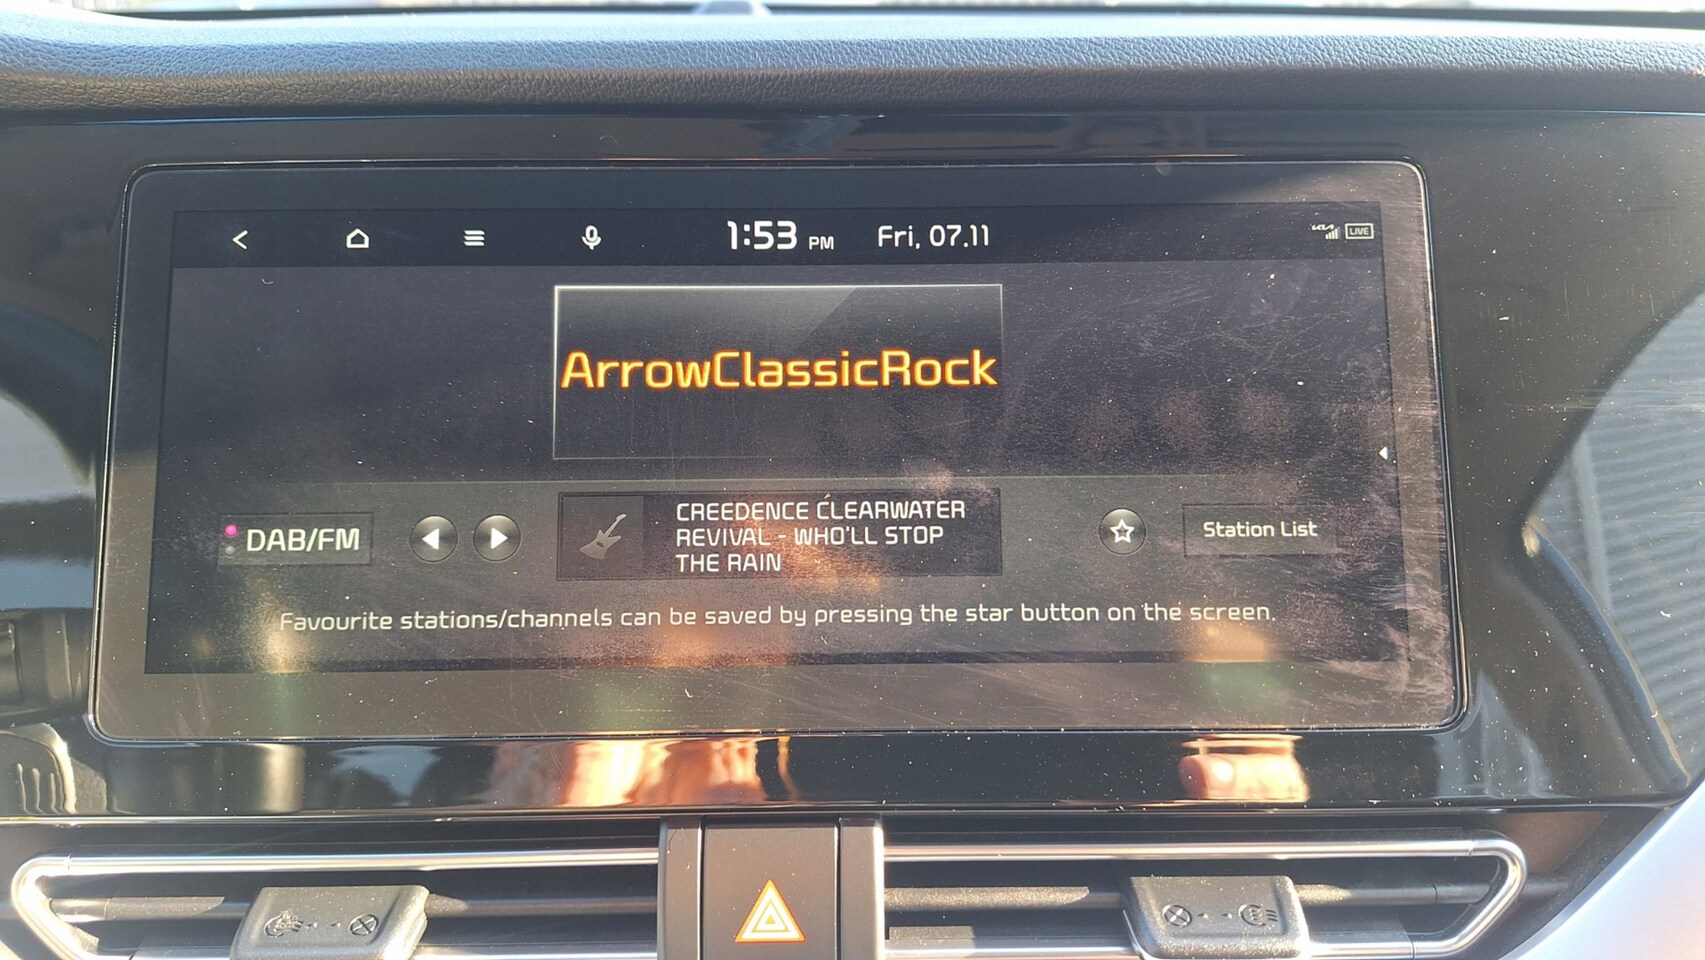 1:53 PM Fri, 07.11 LIVE
ArrowClassicRock
DAB/FM
CREEDENCE CLEARWATER
REVIVAL - WHO'LL STOP
THE RAIN
Station List
Favourite stations/channels can be saved by pressing the star button on the screen.